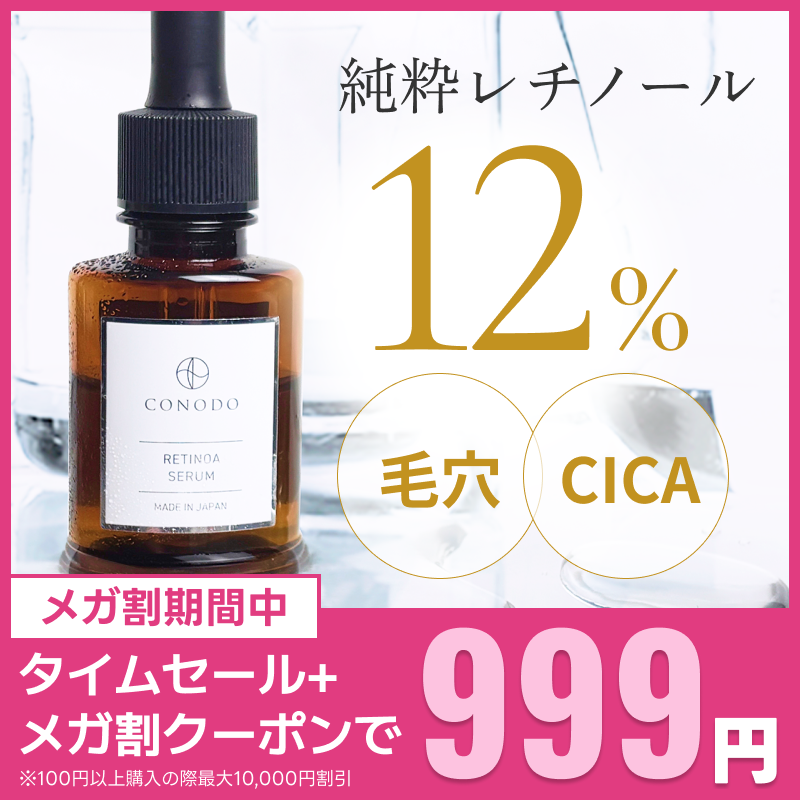 純粋レチノール
12%
毛穴
CICA
CONODO
RETINOA
SERUM
MADE IN JAPAN
メガ割期間中
タイムセール+
メガ割クーポンで
999円
※100円以上購入の際最大10,000円割引